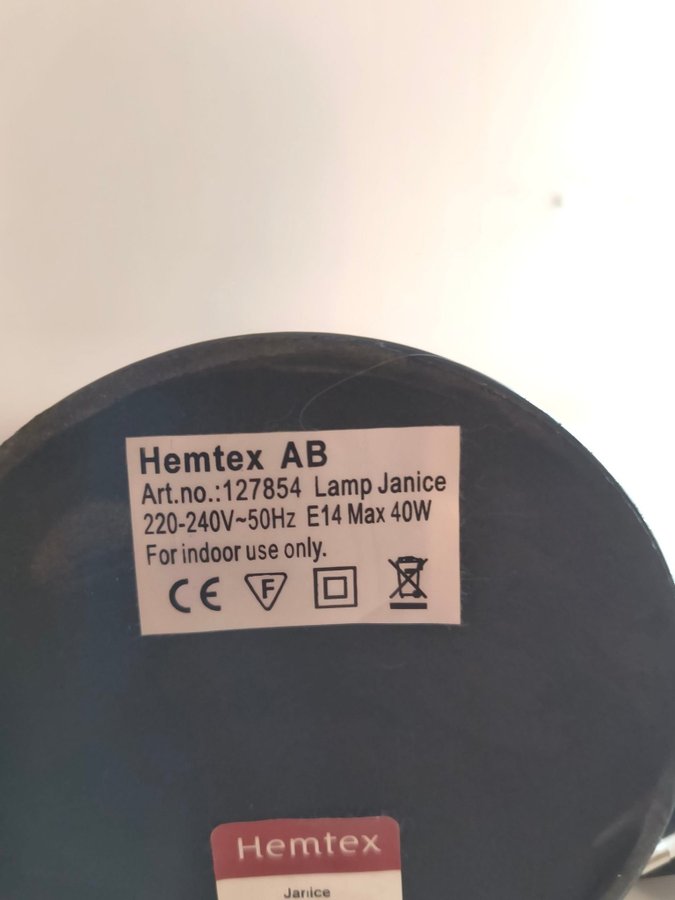 Hemtex AB
Art.no.:127854 Lamp Janice
220-240V~50Hz E14 Max 40W
For indoor use only.
CE F
Hemtex
Janice